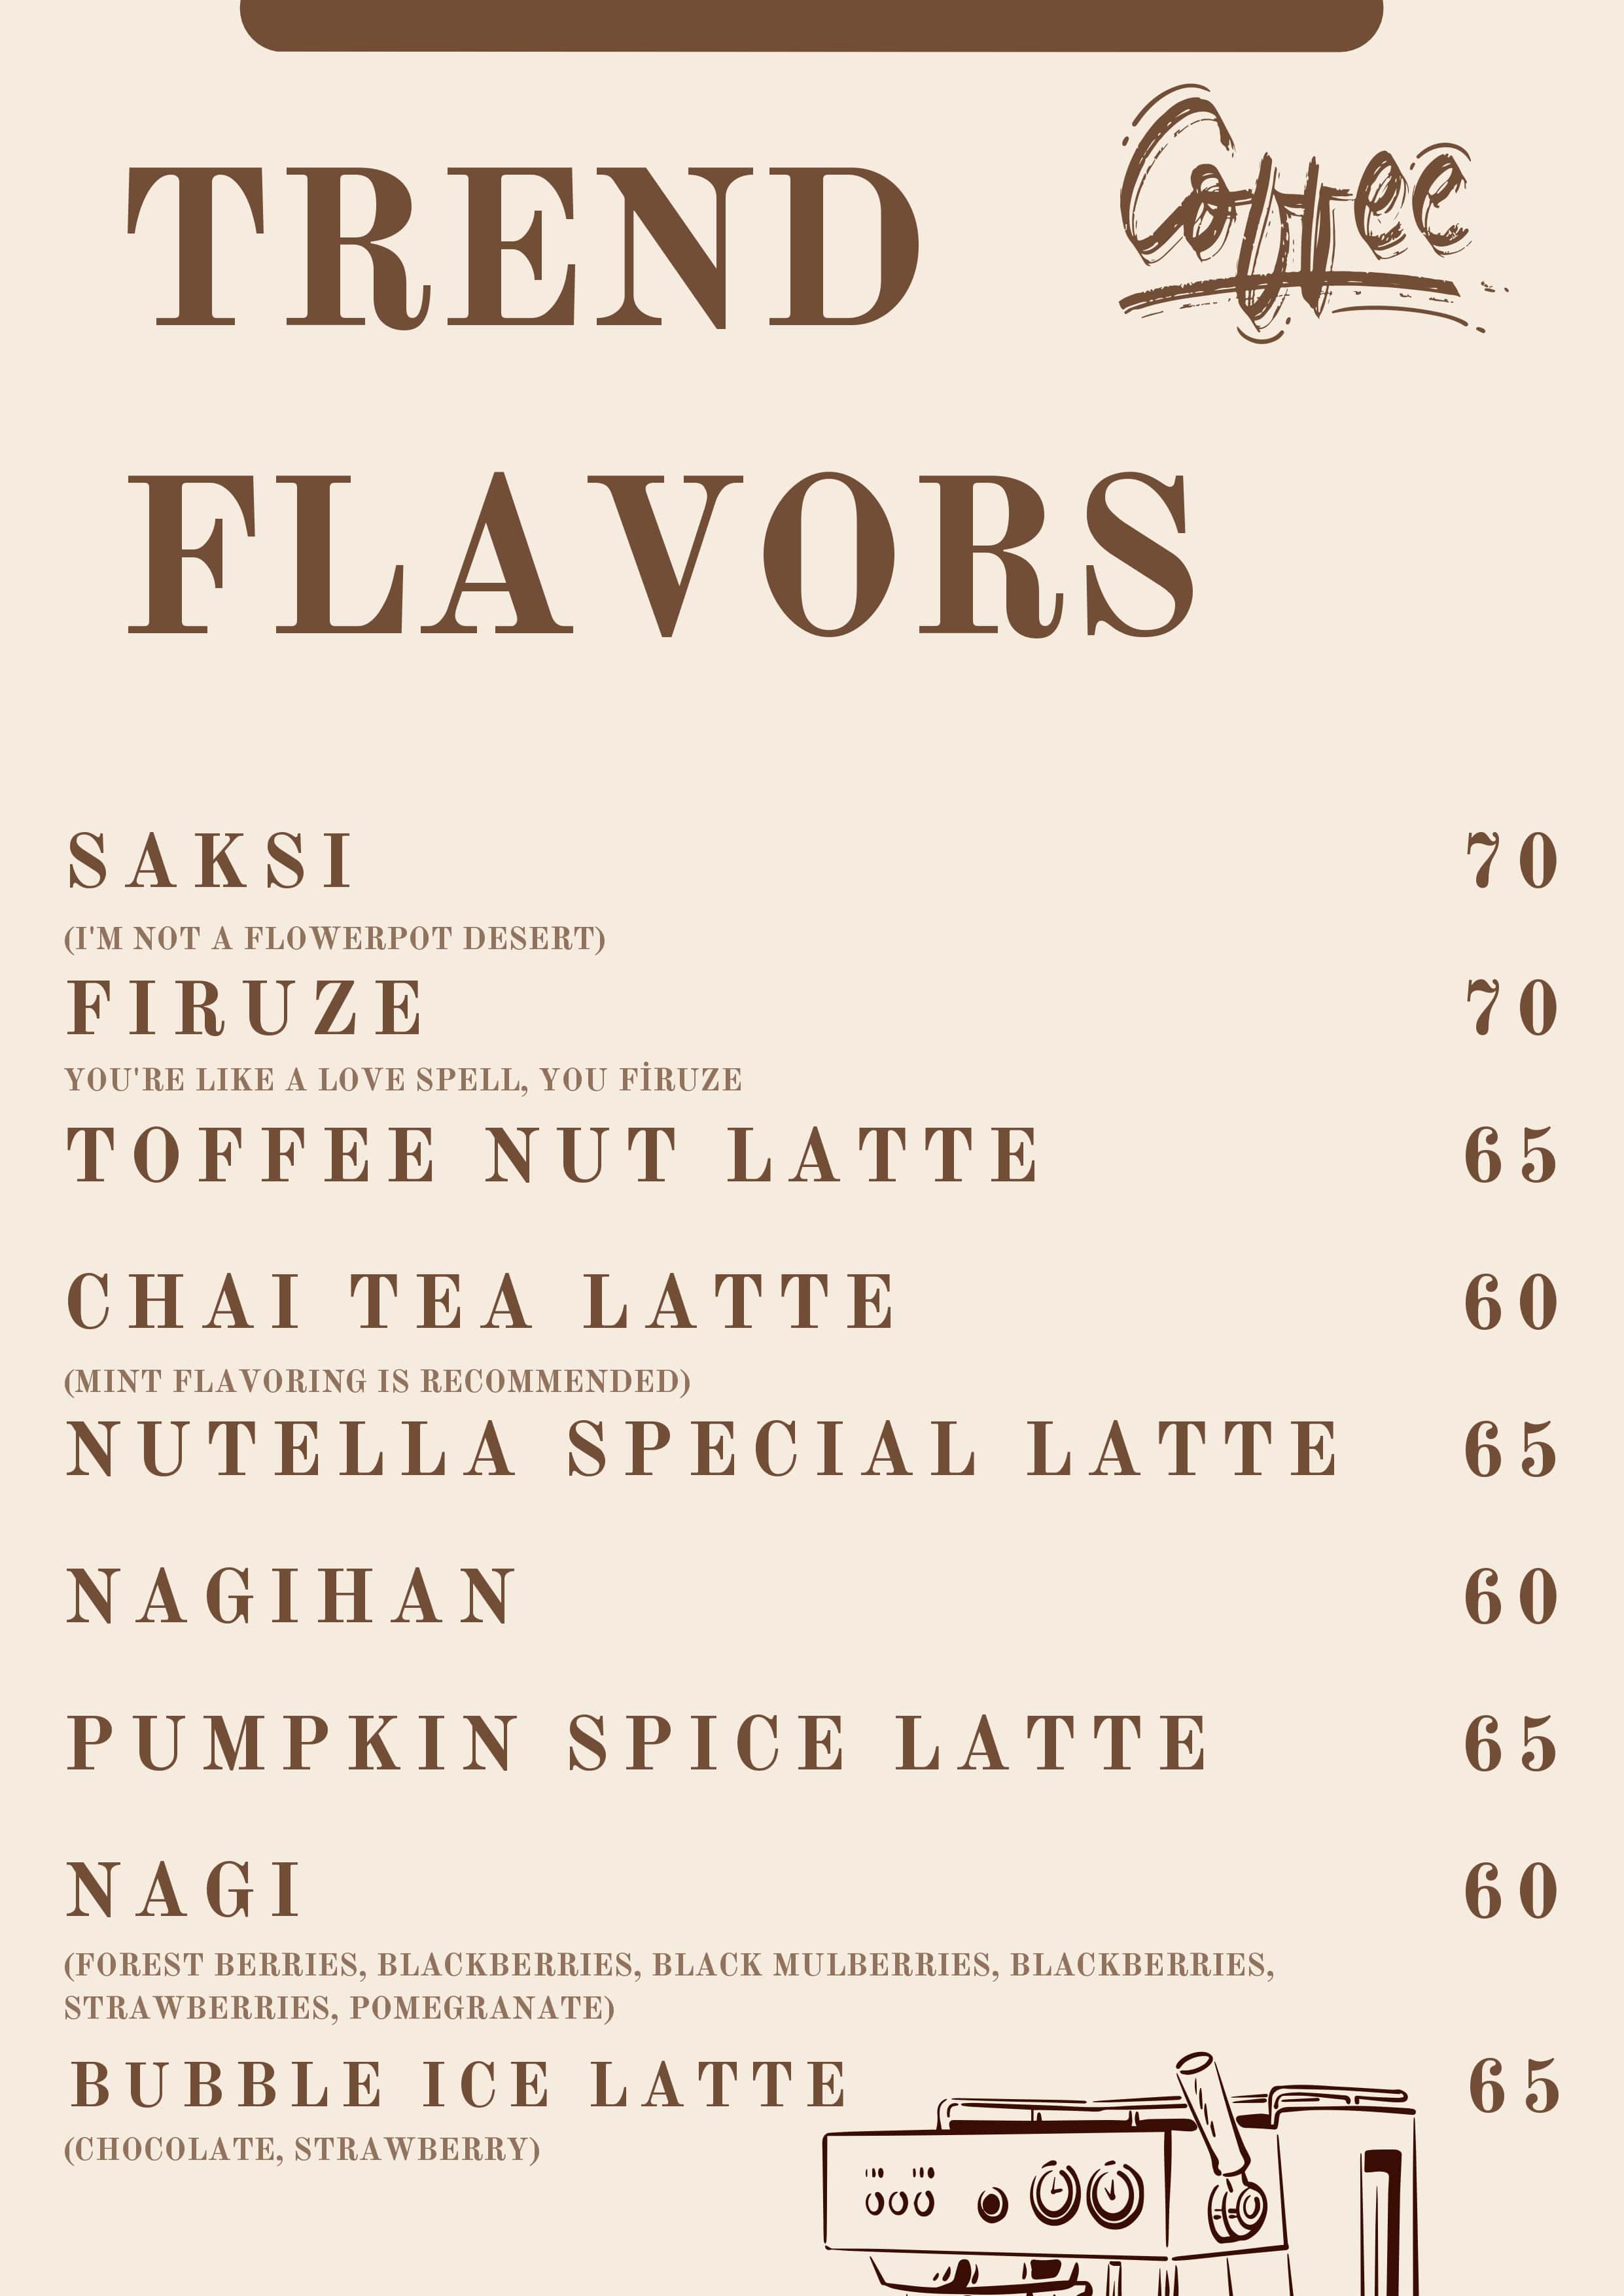 Coffee
TREND
FLAVORS
SAKSI 70
(I'M NOT A FLOWERPOT DESERT)
FIRUZE 70
YOU'RE LIKE A LOVE SPELL, YOU FİRUZE
TOFFEE NUT LATTE 65
CHAI TEA LATTE 60
(MINT FLAVORING IS RECOMMENDED)
NUTELLA SPECIAL LATTE 65
NAGIHAN 60
PUMPKIN SPICE LATTE 65
NAGI 60
(FOREST BERRIES, BLACKBERRIES, BLACK MULBERRIES, BLACKBERRIES,
STRAWBERRIES, POMEGRANATE)
BUBBLE ICE LATTE 65
(CHOCOLATE, STRAWBERRY)